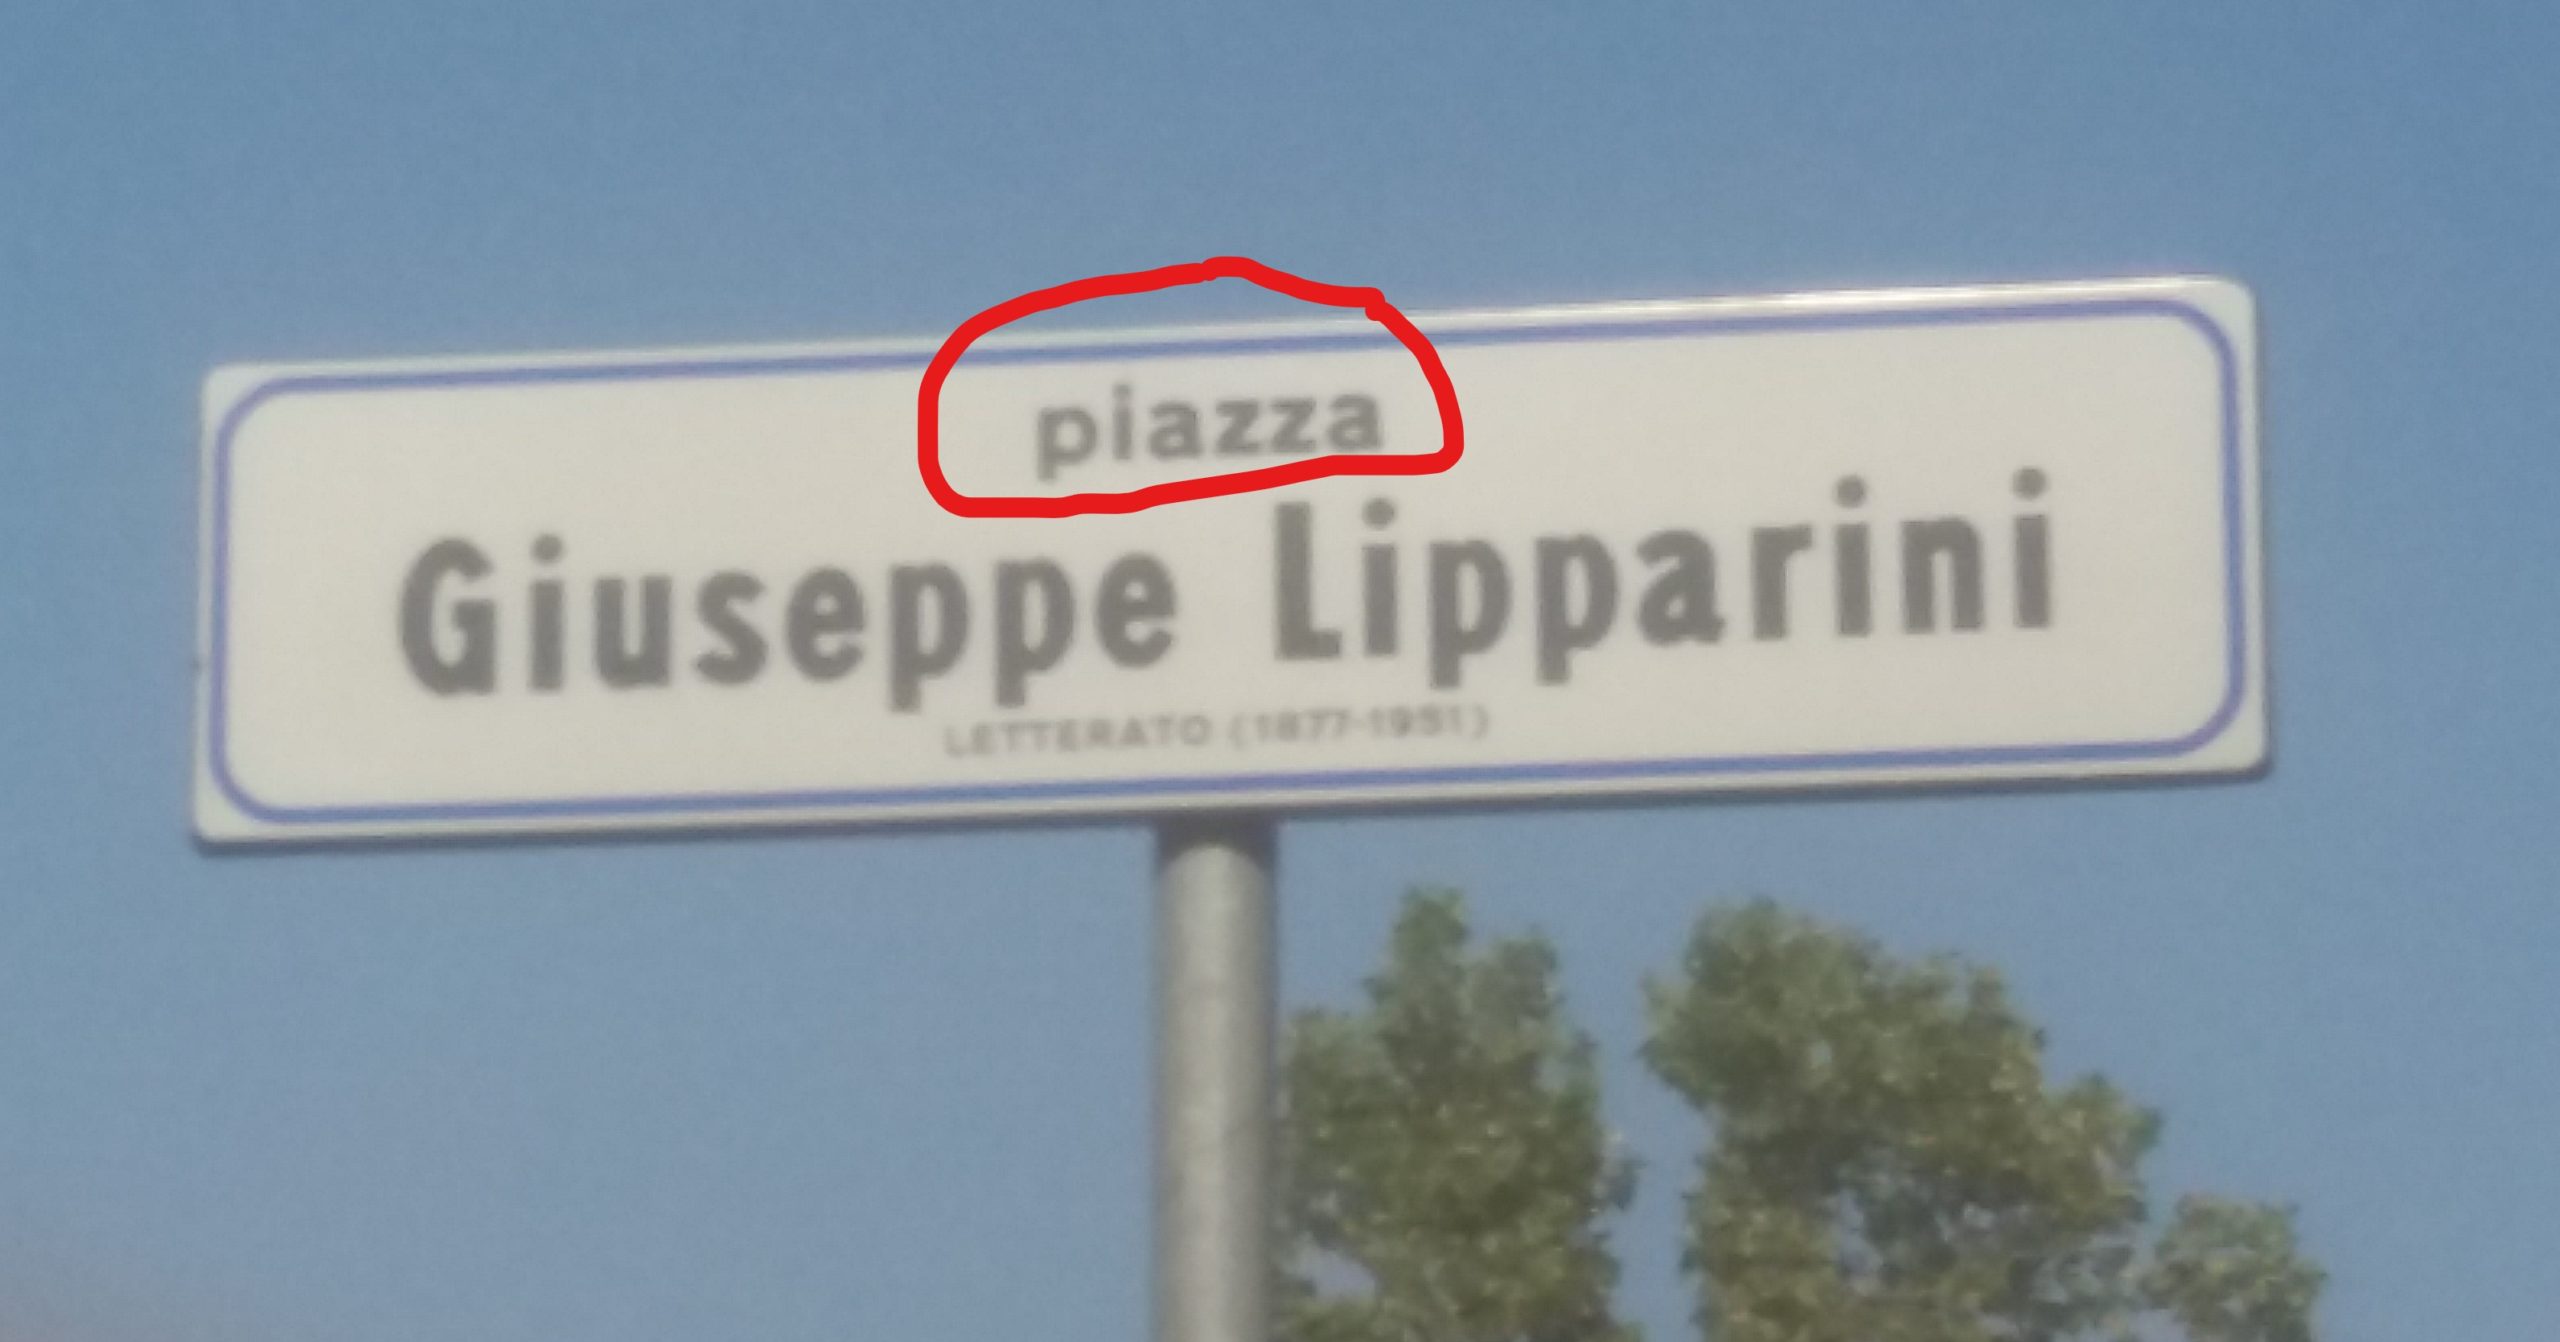 piazza
Giuseppe Lipparini
LETTERATO (1877-1951)